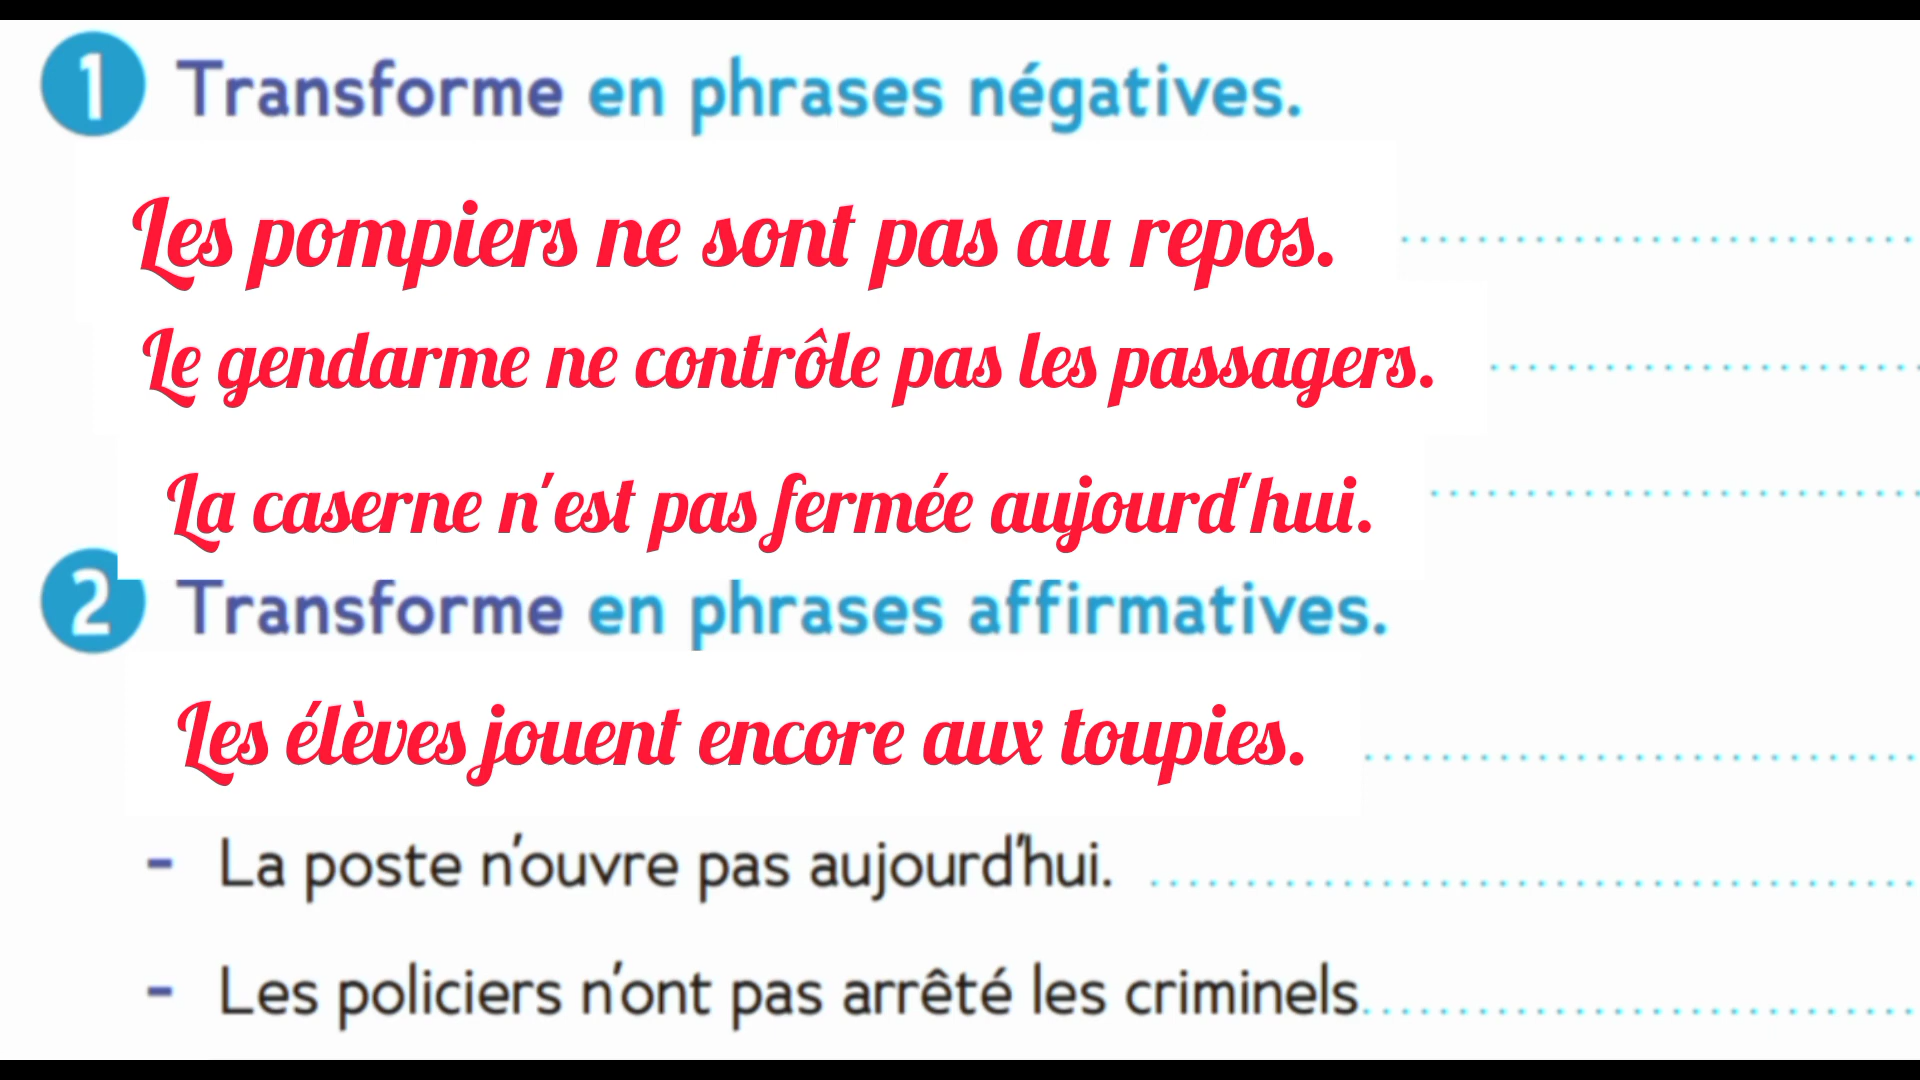 1 Transforme en phrases négatives.
Les pompiers ne sont pas au repos.
Le gendarme ne contrôle pas les passagers.
La caserne n'est pas fermée aujourd'hui.
2 Transforme en phrases affirmatives.
Les élèves jouent encore aux toupies.
- La poste n'ouvre pas aujourd'hui.
- Les policiers n'ont pas arrêté les criminels.